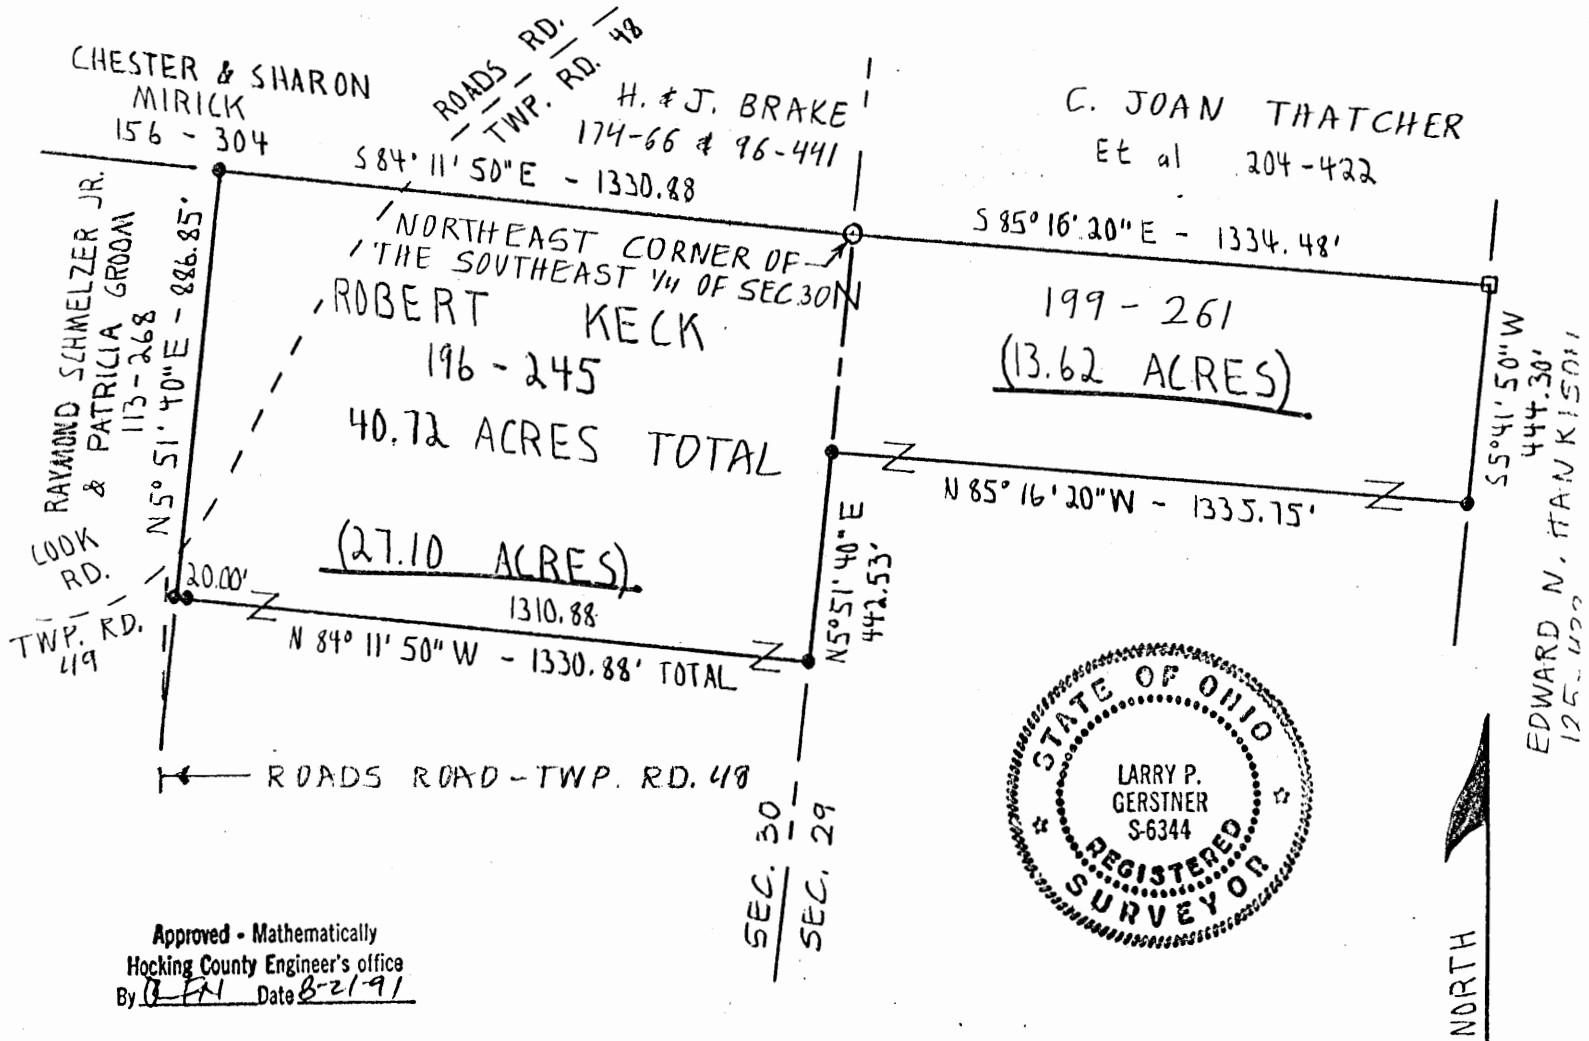 CHESTER & SHARON
MIRICK
156 - 304
ROADS RD.
TWP. RD. 48
H. & J. BRAKE
174-66 & 96-441
C. JOAN THATCHER
Et al 204-422
S 84° 11' 50" E - 1330.88
S 85° 16' 20" E - 1334.48'
NORTHEAST CORNER OF
THE SOUTHEAST 1/4 OF SEC. 30
ROBERT KECK
196 - 245
40.72 ACRES TOTAL
199 - 261
(13.62 ACRES)
RAYMOND SCHMELZER JR.
& PATRICIA GROOM
113-268
N 5° 51' 40" E - 886.85'
S 5° 41' 50" W
444.30'
EDWARD N. HANKISON
N 85° 16' 20" W - 1335.75'
N 5° 51' 40" E
442.53'
LOOK
RD.
TWP. RD.
49
20.00'
(27.10 ACRES)
1310.88
N 84° 11' 50" W - 1330.88' TOTAL
ROADS ROAD - TWP. RD. 48
SEC. 30
SEC. 29
STATE OF OHIO
LARRY P.
GERSTNER
S-6344
REGISTERED
SURVEYOR
NORTH
Approved - Mathematically
Hocking County Engineer's office
By Date 8-21-91